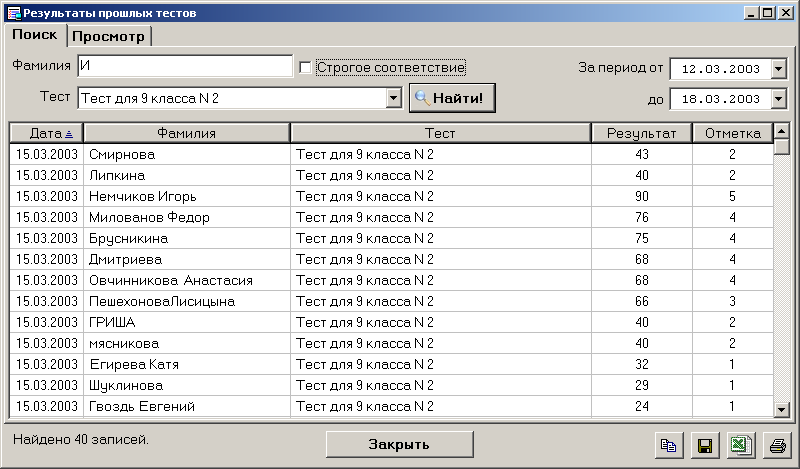 Результаты прошлых тестов
Поиск Просмотр
Фамилия И Строгое соответствие За период от 12.03.2003
Тест Тест для 9 класса N 2 Найти! до 18.03.2003
Дата Фамилия Тест Результат Отметка
15.03.2003 Смирнова Тест для 9 класса N 2 43 2
15.03.2003 Липкина Тест для 9 класса N 2 40 2
15.03.2003 Немчиков Игорь Тест для 9 класса N 2 90 5
15.03.2003 Милованов Федор Тест для 9 класса N 2 76 4
15.03.2003 Брусникина Тест для 9 класса N 2 75 4
15.03.2003 Дмитриева Тест для 9 класса N 2 68 4
15.03.2003 Овчинникова Анастасия Тест для 9 класса N 2 68 4
15.03.2003 ПешехоноваЛисицына Тест для 9 класса N 2 66 3
15.03.2003 ГРИША Тест для 9 класса N 2 40 2
15.03.2003 мясникова Тест для 9 класса N 2 40 2
15.03.2003 Егирева Катя Тест для 9 класса N 2 32 1
15.03.2003 Шуклинова Тест для 9 класса N 2 29 1
15.03.2003 Гвоздь Евгений Тест для 9 класса N 2 24 1
Найдено 40 записей. Закрыть